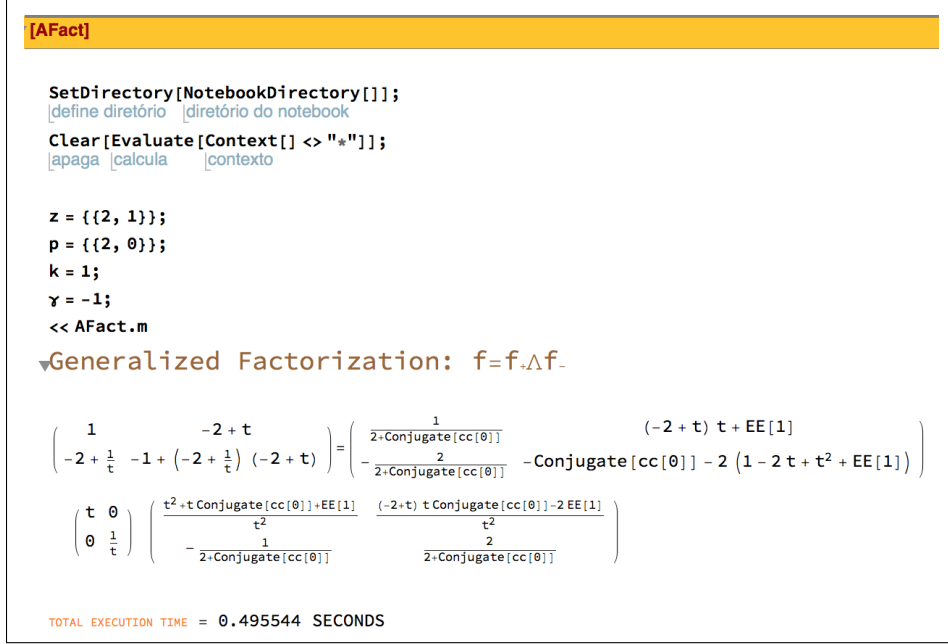 [AFact]
SetDirectory[NotebookDirectory[]];
define diretório diretório do notebook
Clear[Evaluate[Context[] <> "*"]];
apaga calcula contexto
z = {{2, 1}};
p = {{2, 0}};
k = 1;
γ = -1;
<< AFact.m
Generalized Factorization: f=f₊Λf₋
( 1 -2 + t ; -2 + 1/t -1 + (-2 + 1/t) (-2 + t) ) = ( 1/(2+Conjugate[cc[0]]) (-2 + t) t + EE[1] ; - 2/(2+Conjugate[cc[0]]) -Conjugate[cc[0]] - 2 (1 - 2 t + t² + EE[1]) )
( t 0 ; 0 1/t ) ( (t² +t Conjugate[cc[0]]+EE[1])/t² ((-2+t) t Conjugate[cc[0]]-2 EE[1])/t² ; - 1/(2+Conjugate[cc[0]]) 2/(2+Conjugate[cc[0]]) )
TOTAL EXECUTION TIME = 0.495544 SECONDS